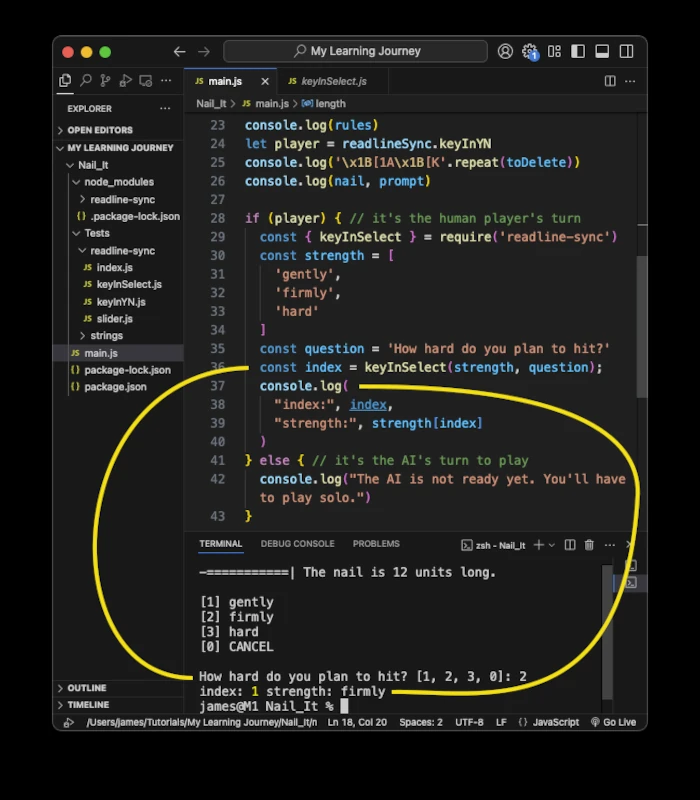 My Learning Journey
1
EXPLORER
main.js
keyInSelect.js
OPEN EDITORS
MY LEARNING JOURNEY
Nail_It
node_modules
readline-sync
{} .package-lock.json
Tests
readline-sync
JS index.js
JS keyInSelect.js
JS keyInYN.js
JS slider.js
strings
JS main.js
{} package-lock.json
{} package.json
OUTLINE
TIMELINE
Nail_It > JS main.js > length
23 console.log(rules)
24 let player = readlineSync.keyInYN
25 console.log('\x1B[1A\x1B[K'.repeat(toDelete))
26 console.log(nail, prompt)
27
28 if (player) { // it's the human player's turn
29 const { keyInSelect } = require('readline-sync')
30 const strength = [
31 'gently',
32 'firmly',
33 'hard'
34 ]
35 const question = 'How hard do you plan to hit?'
36 const index = keyInSelect(strength, question);
37 console.log(
38 "index:", index,
39 "strength:", strength[index]
40 )
41 } else { // it's the AI's turn to play
42 console.log("The AI is not ready yet. You'll have
to play solo.")
43 }
TERMINAL DEBUG CONSOLE PROBLEMS zsh - Nail_It
-===========| The nail is 12 units long.
[1] gently
[2] firmly
[3] hard
[0] CANCEL
How hard do you plan to hit? [1, 2, 3, 0]: 2
index: 1 strength: firmly
james@M1 Nail_It %
/Users/james/Tutorials/My Learning Journey/Nail_It/n Ln 18, Col 20 Spaces: 2 UTF-8 LF {} JavaScript Go Live